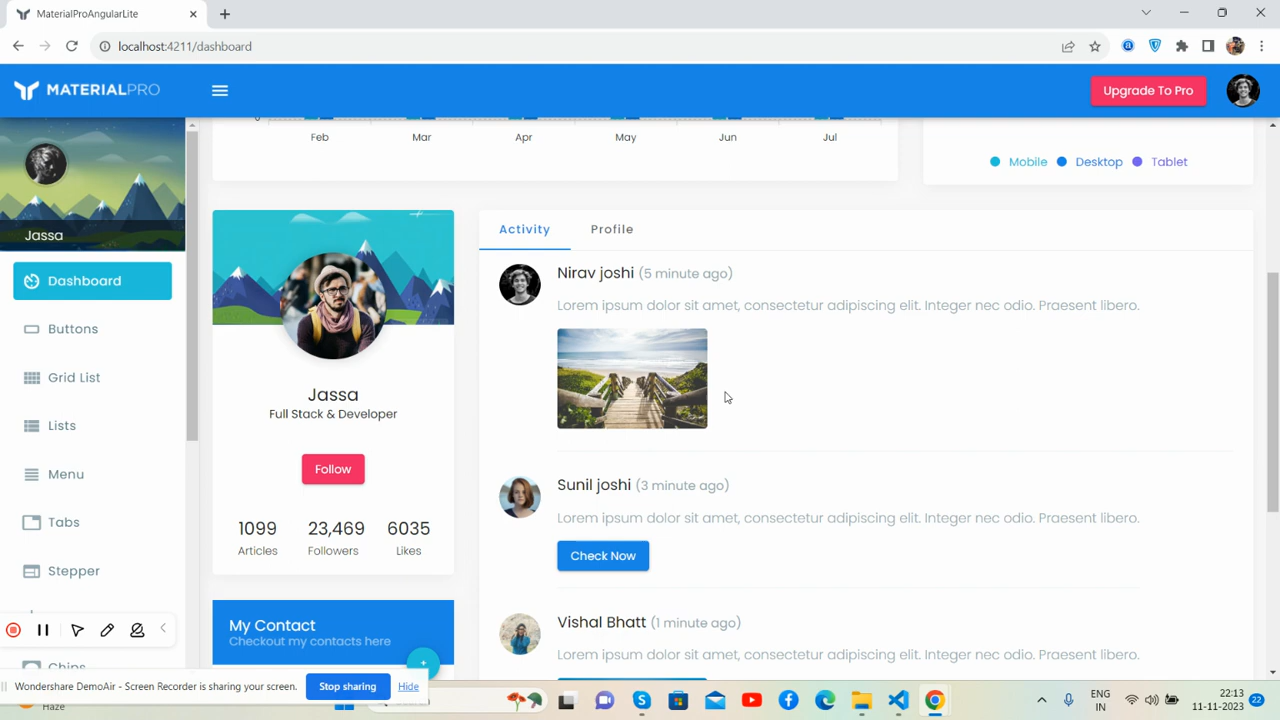 MaterialProAngularLite
localhost:4211/dashboard
MATERIALPRO
Upgrade To Pro
Jassa
Dashboard
Buttons
Grid List
Lists
Menu
Tabs
Stepper
Chips
Feb Mar Apr May Jun Jul
Mobile Desktop Tablet
Jassa
Full Stack & Developer
Follow
1099 23,469 6035
Articles Followers Likes
My Contact
Checkout my contacts here
+
Activity Profile
Nirav joshi (5 minute ago)
Lorem ipsum dolor sit amet, consectetur adipiscing elit. Integer nec odio. Praesent libero.
Sunil joshi (3 minute ago)
Lorem ipsum dolor sit amet, consectetur adipiscing elit. Integer nec odio. Praesent libero.
Check Now
Vishal Bhatt (1 minute ago)
Lorem ipsum dolor sit amet, consectetur adipiscing elit. Integer nec odio. Praesent libero.
Wondershare DemoAir - Screen Recorder is sharing your screen.
Stop sharing
Hide
Haze
ENG
IN
22:13
11-11-2023
22